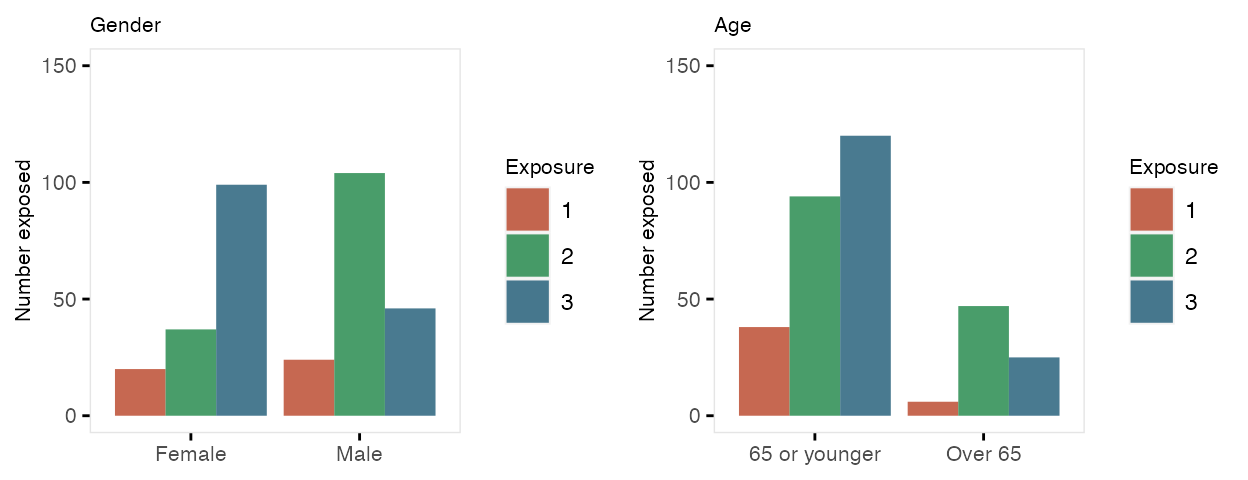 Gender
Number exposed
150
100
50
0
Female Male
Exposure
1
2
3
Age
Number exposed
150
100
50
0
65 or younger Over 65
Exposure
1
2
3